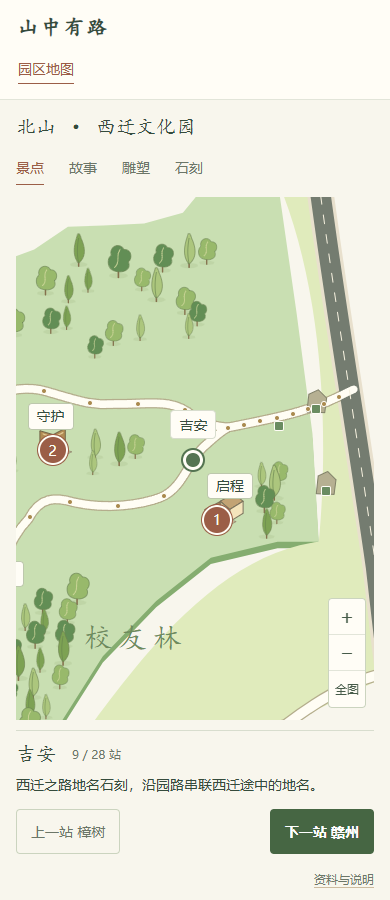 山中有路
园区地图
北山 • 西迁文化园
景点 故事 雕塑 石刻
守护
吉安
2
启程
1
校友林
+
−
全图
吉安 9 / 28 站
西迁之路地名石刻，沿园路串联西迁途中的地名。
上一站 樟树 下一站 赣州
资料与说明